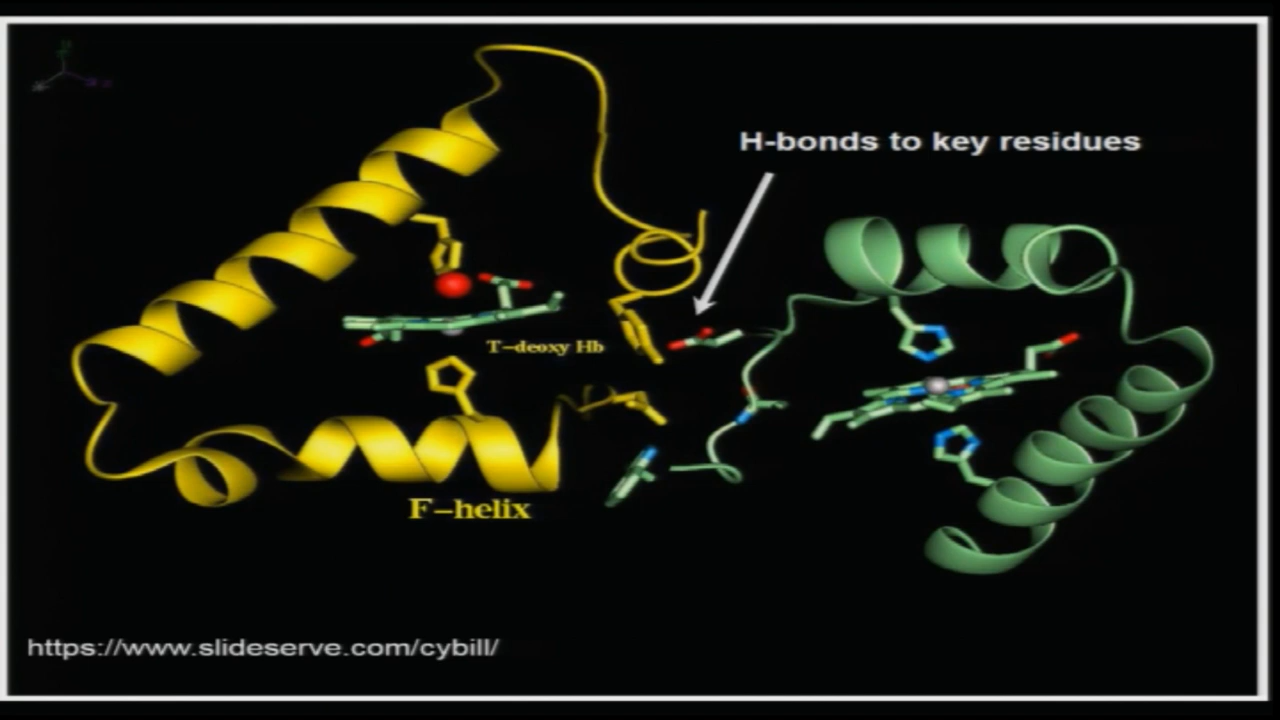 H-bonds to key residues
T-deoxy Hb
F-helix
https://www.slideserve.com/cybill/